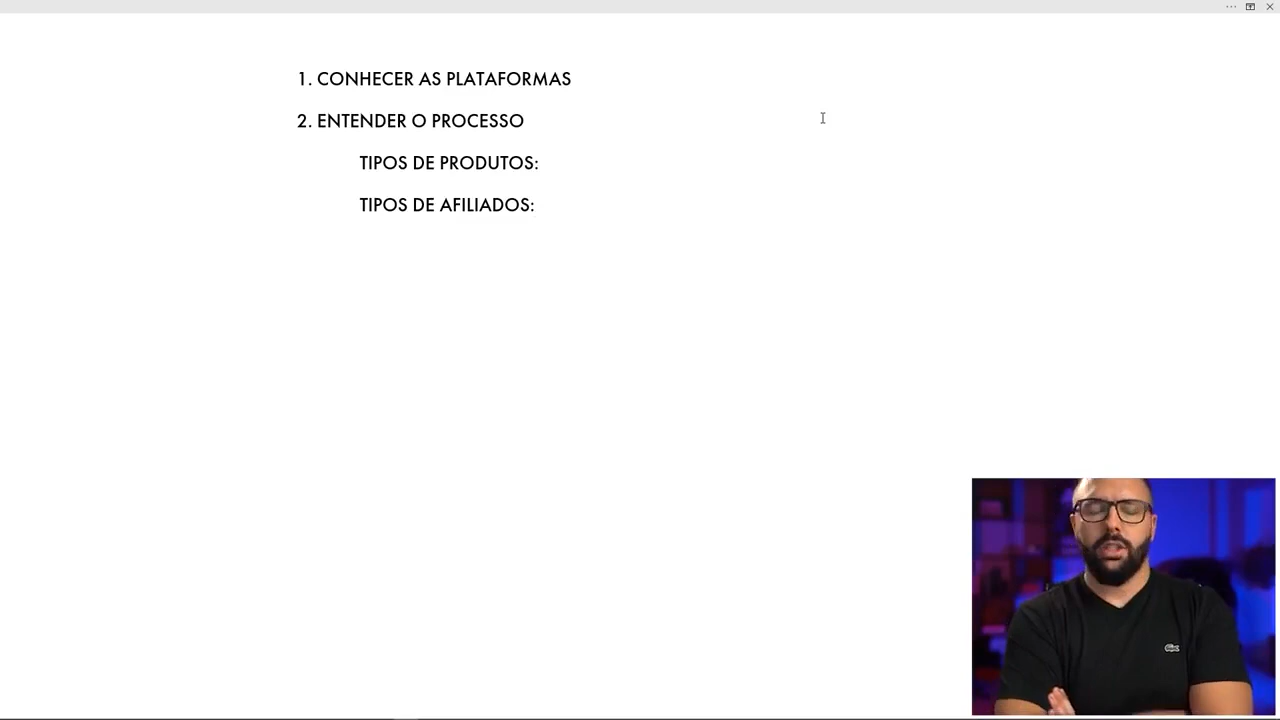 1. CONHECER AS PLATAFORMAS
2. ENTENDER O PROCESSO
TIPOS DE PRODUTOS:
TIPOS DE AFILIADOS: